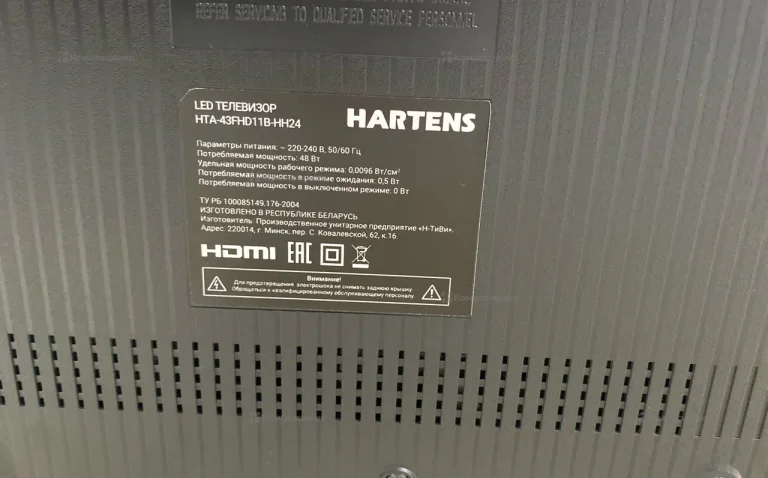 REFER SERVICING TO QUALIFIED SERVICE PERSONNEL
LED ТЕЛЕВИЗОР
HTA-43FHD11B-HH24
HARTENS
Параметры питания: ~ 220-240 В, 50/60 Гц
Потребляемая мощность: 48 Вт
Удельная мощность рабочего режима: 0,0096 Вт/см²
Потребляемая мощность в режиме ожидания: 0,5 Вт
Потребляемая мощность в выключенном режиме: 0 Вт
ТУ РБ 100085149.176-2004
ИЗГОТОВЛЕНО В РЕСПУБЛИКЕ БЕЛАРУСЬ
Изготовитель: Производственное унитарное предприятие «Н-ТиВи».
Адрес: 220014, г. Минск, пер. С. Ковалевской, 62, к.16.
HDMI EAC
Внимание!
Для предотвращения электрошока не снимать заднюю крышку
Обращаться к квалифицированному обслуживающему персоналу